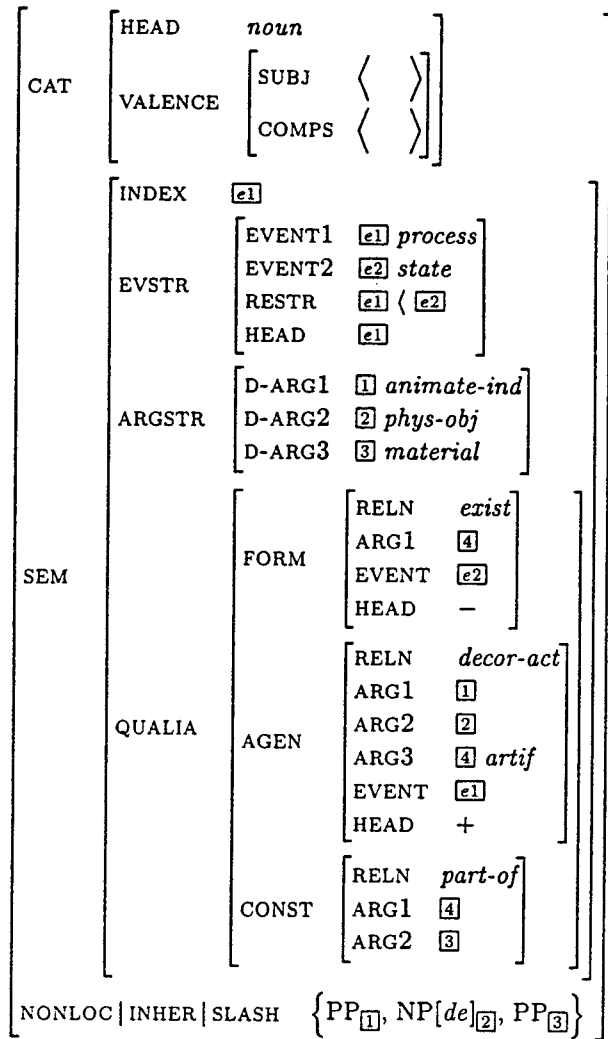 HEAD noun
CAT
VALENCE
SUBJ ⟨ ⟩
COMPS ⟨ ⟩
INDEX e1
EVENT1 e1 process
EVENT2 e2 state
EVSTR
RESTR e1 ⟨ e2
HEAD e1
D-ARG1 1 animate-ind
ARGSTR D-ARG2 2 phys-obj
D-ARG3 3 material
RELN exist
ARG1 4
FORM
EVENT e2
SEM
HEAD −
RELN decor-act
ARG1 1
ARG2 2
QUALIA AGEN
ARG3 4 artif
EVENT e1
HEAD +
RELN part-of
CONST ARG1 4
ARG2 3
NONLOC|INHER|SLASH {PP1, NP[de]2, PP3}